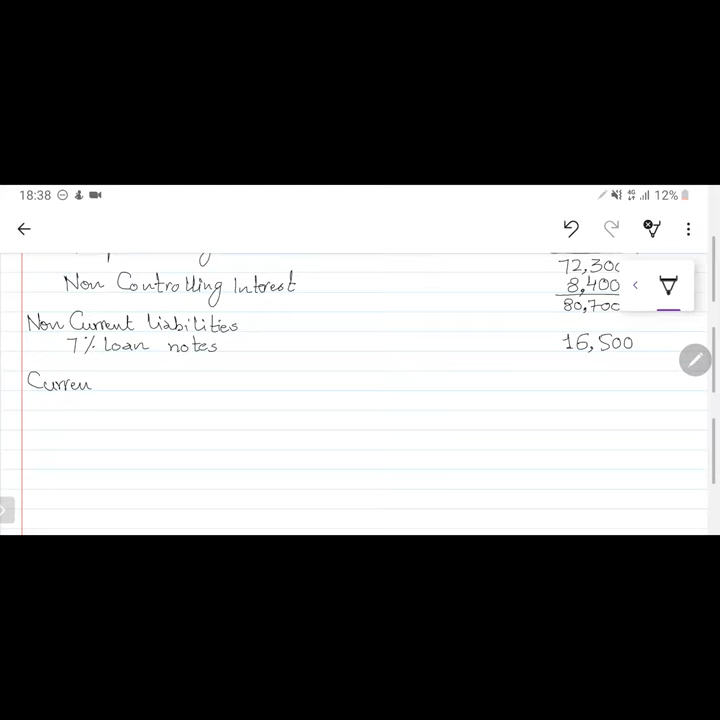 18:38 4G 12%
72,300
Non Controlling Interest 8,400
80,700
Non Current liabilities
7% loan notes 16,500
Curren